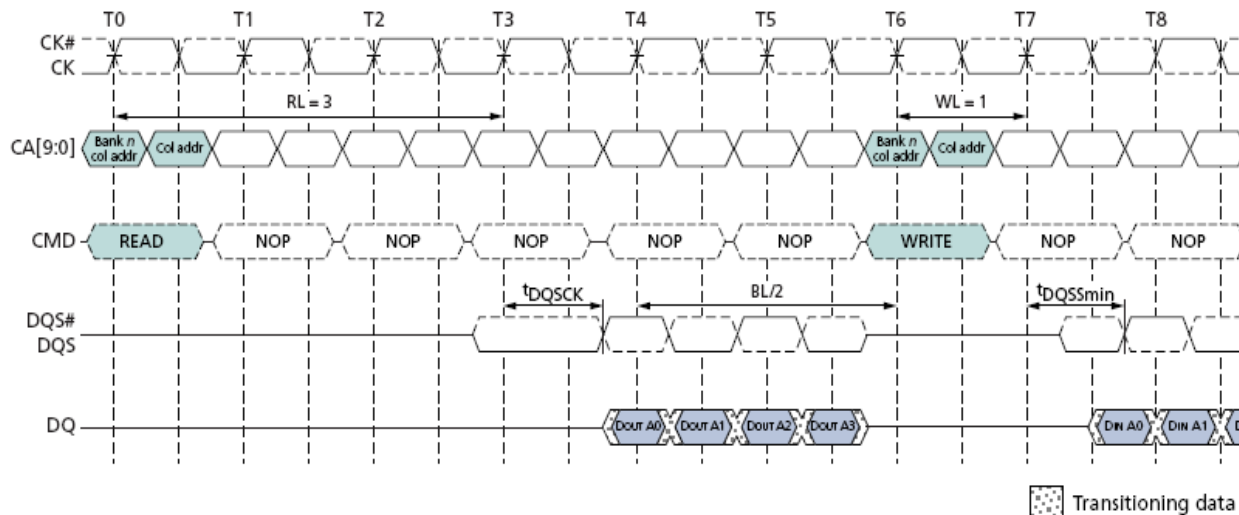 T0 T1 T2 T3 T4 T5 T6 T7 T8
CK#
CK
RL = 3 WL = 1
CA[9:0] Bank n col addr Col addr Bank n col addr Col addr
CMD READ NOP NOP NOP NOP NOP WRITE NOP NOP
tDQSCK BL/2 tDQSSmin
DQS#
DQS
DQ DOUT A0 DOUT A1 DOUT A2 DOUT A3 DIN A0 DIN A1 D
Transitioning data